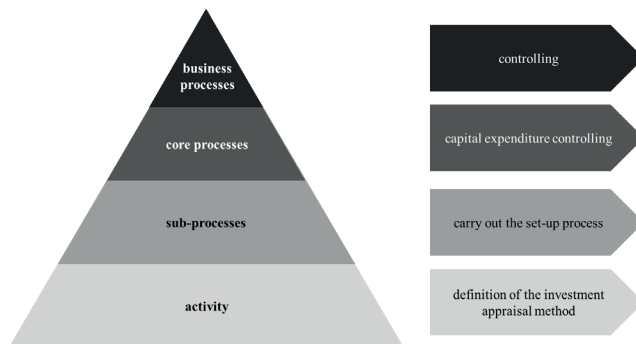 business
processes
controlling
core processes
capital expenditure controlling
sub-processes
carry out the set-up process
activity
definition of the investment
appraisal method